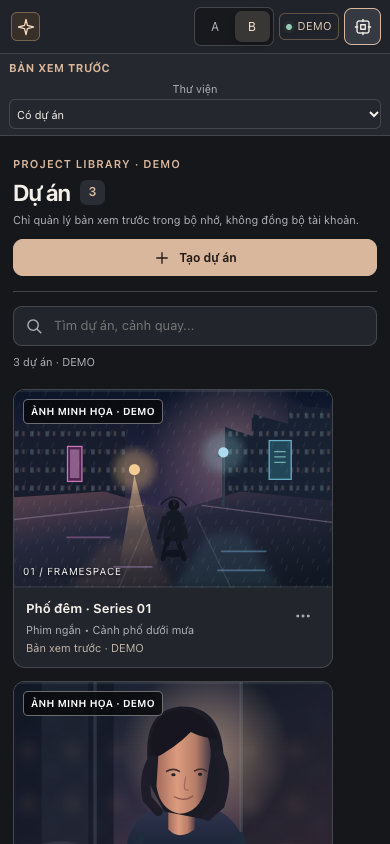 A B DEMO
BẢN XEM TRƯỚC
Thư viện
Có dự án
PROJECT LIBRARY · DEMO
Dự án 3
Chỉ quản lý bản xem trước trong bộ nhớ, không đồng bộ tài khoản.
Tạo dự án
Tìm dự án, cảnh quay...
3 dự án · DEMO
ẢNH MINH HỌA · DEMO
01 / FRAMESPACE
Phố đêm · Series 01
Phim ngắn • Cảnh phố dưới mưa
Bản xem trước · DEMO
ẢNH MINH HỌA · DEMO